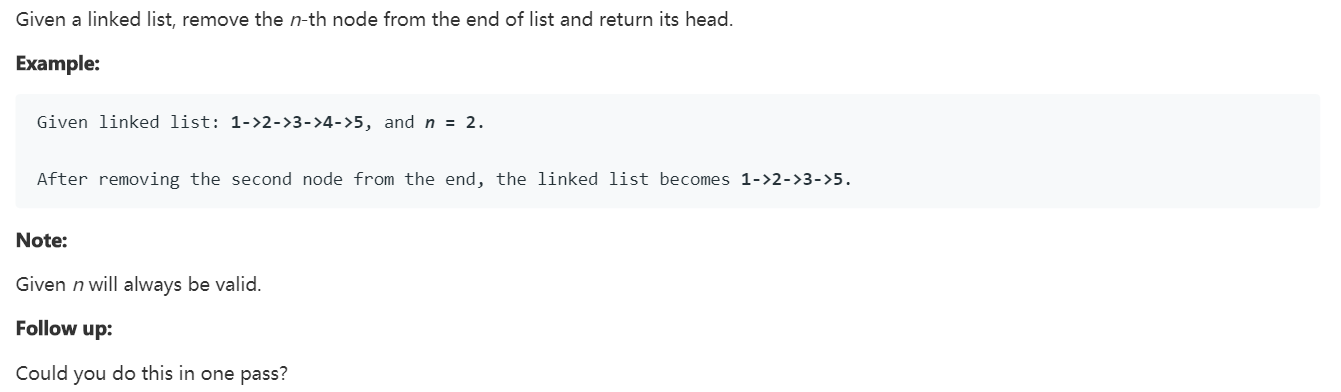 Given a linked list, remove the n-th node from the end of list and return its head.
Example:
Given linked list: 1->2->3->4->5, and n = 2.
After removing the second node from the end, the linked list becomes 1->2->3->5.
Note:
Given n will always be valid.
Follow up:
Could you do this in one pass?